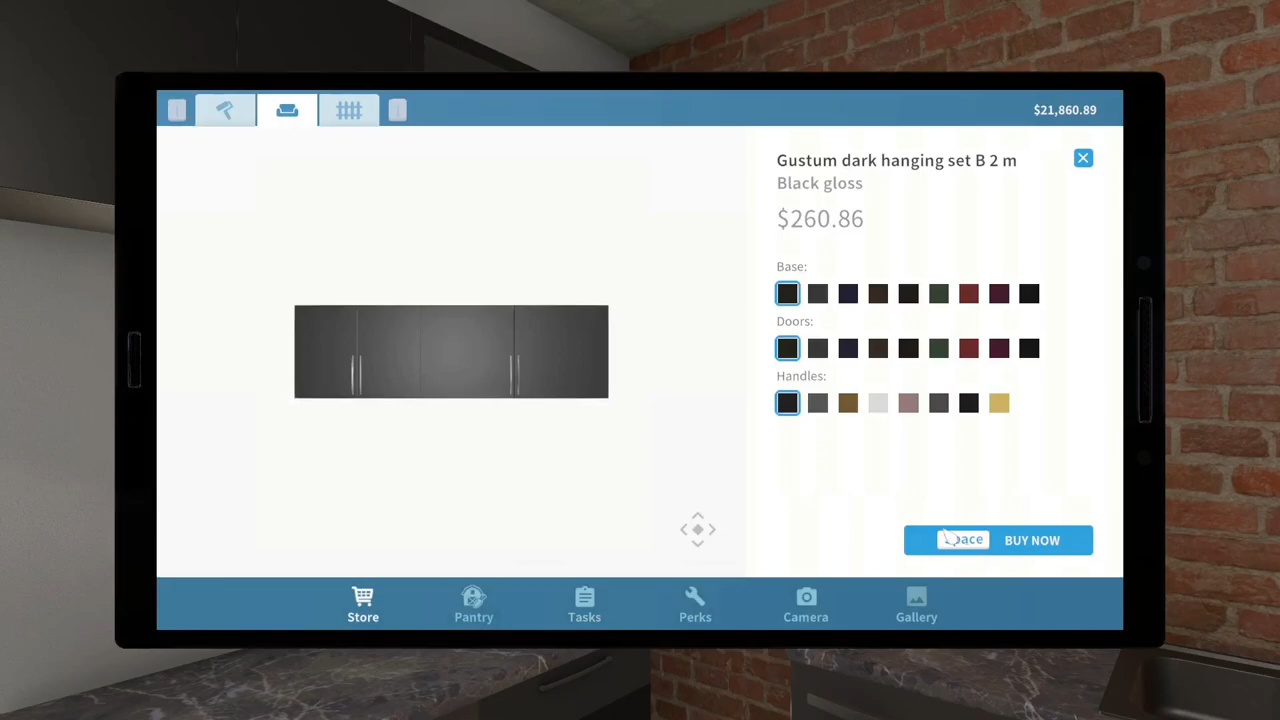 $21,860.89
Gustum dark hanging set B 2 m
Black gloss
$260.86
Base:
Doors:
Handles:
BUY NOW
Store Pantry Tasks Perks Camera Gallery